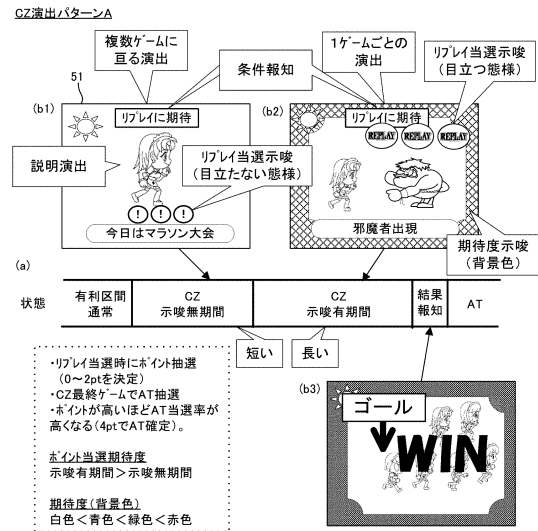 CZ演出パターンA
複数ゲームに
亘る演出
条件報知
1ゲームごとの
演出
ﾘﾌﾟﾚｲ当選示唆
(目立つ態様)
51
(b1)
ﾘﾌﾟﾚｲに期待
説明演出
ﾘﾌﾟﾚｲ当選示唆
(目立たない態様)
! ! !
今日はマラソン大会
(b2)
ﾘﾌﾟﾚｲに期待
REPLAY REPLAY REPLAY
邪魔者出現
期待度示唆
(背景色)
(a)
状態
有利区間
通常
CZ
示唆無期間
CZ
示唆有期間
結果
報知
AT
短い
長い
・ﾘﾌﾟﾚｲ当選時にﾎﾟｲﾝﾄ抽選
(0～2ptを決定)
・CZ最終ゲームでAT抽選
・ﾎﾟｲﾝﾄが高いほどAT当選率が
高くなる(4ptでAT確定)。
ﾎﾟｲﾝﾄ当選期待度
示唆有期間＞示唆無期間
期待度(背景色)
白色＜青色＜緑色＜赤色
(b3)
ゴール
WIN